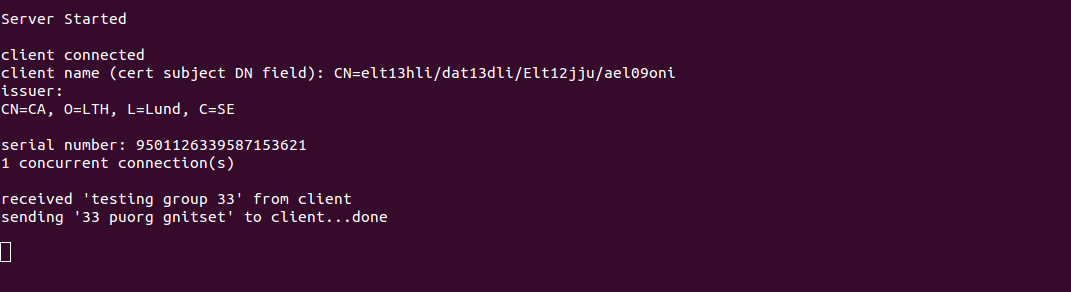 Server Started
client connected
client name (cert subject DN field): CN=elt13hli/dat13dli/Elt12jju/ael09oni
issuer:
CN=CA, O=LTH, L=Lund, C=SE
serial number: 9501126339587153621
1 concurrent connection(s)
received 'testing group 33' from client
sending '33 puorg gnitset' to client...done